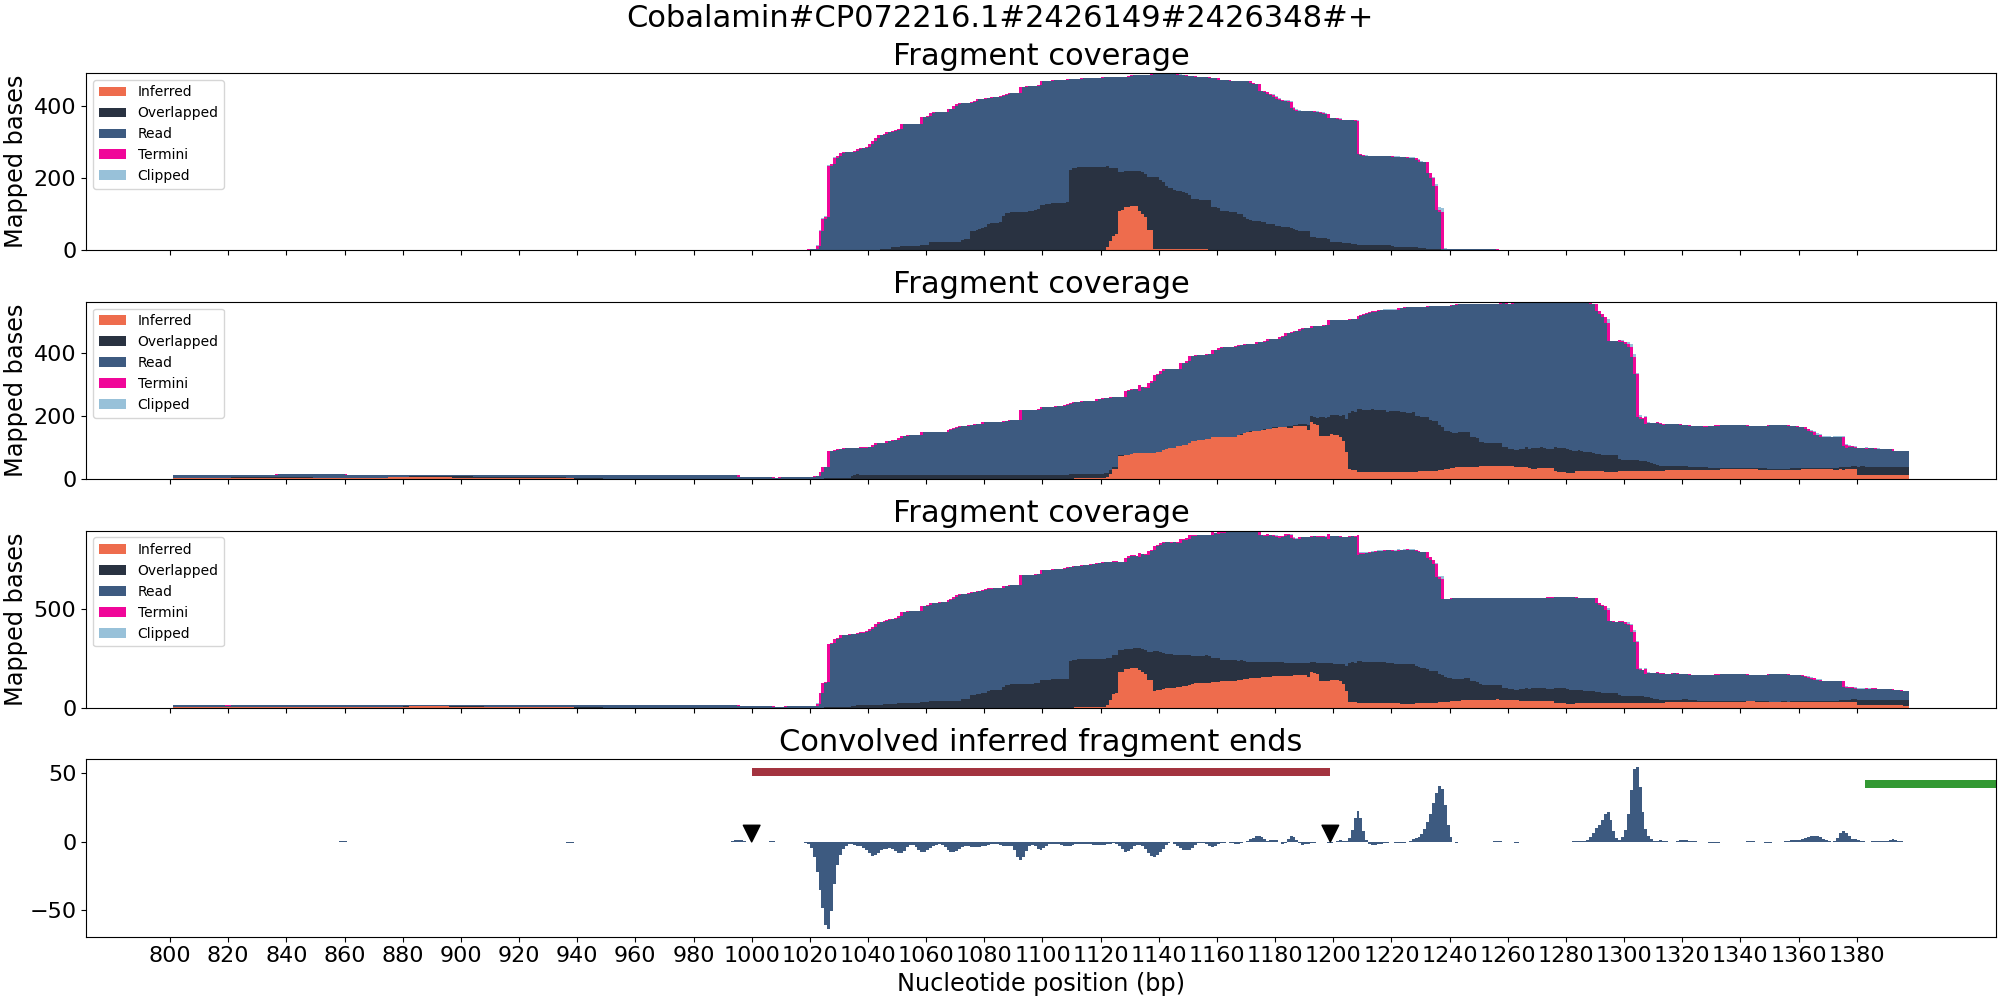 Cobalamin#CP072216.1#2426149#2426348#+
Fragment coverage
Mapped bases
400
200
0
Inferred
Overlapped
Read
Termini
Clipped
Fragment coverage
Mapped bases
400
200
0
Inferred
Overlapped
Read
Termini
Clipped
Fragment coverage
Mapped bases
500
0
Inferred
Overlapped
Read
Termini
Clipped
Convolved inferred fragment ends
50
0
−50
800 820 840 860 880 900 920 940 960 980 1000 1020 1040 1060 1080 1100 1120 1140 1160 1180 1200 1220 1240 1260 1280 1300 1320 1340 1360 1380
Nucleotide position (bp)